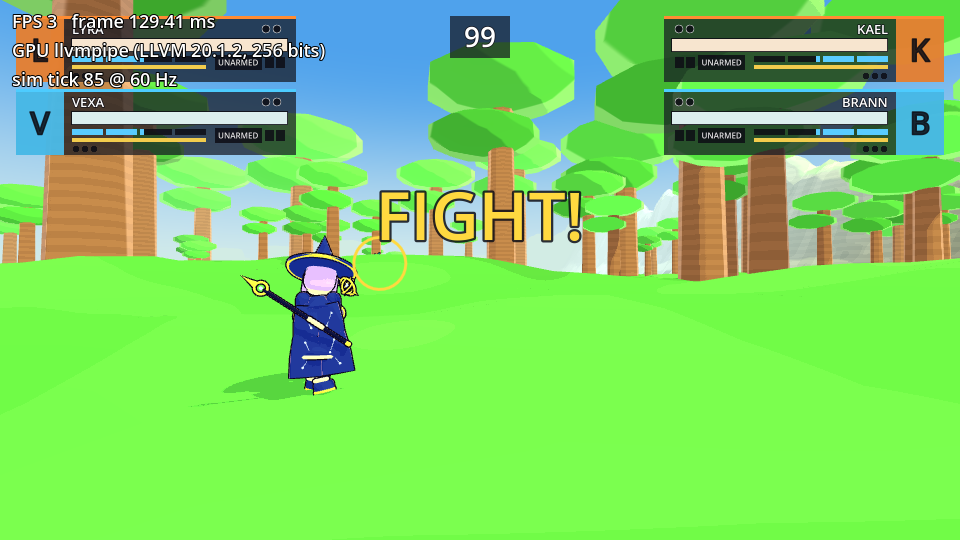 FPS 3 frame 129.41 ms
GPU llvmpipe (LLVM 20.1.2, 256 bits)
sim tick 85 @ 60 Hz
L
LYRA
UNARMED
99
KAEL
K
UNARMED
V
VEXA
UNARMED
BRANN
B
UNARMED
FIGHT!